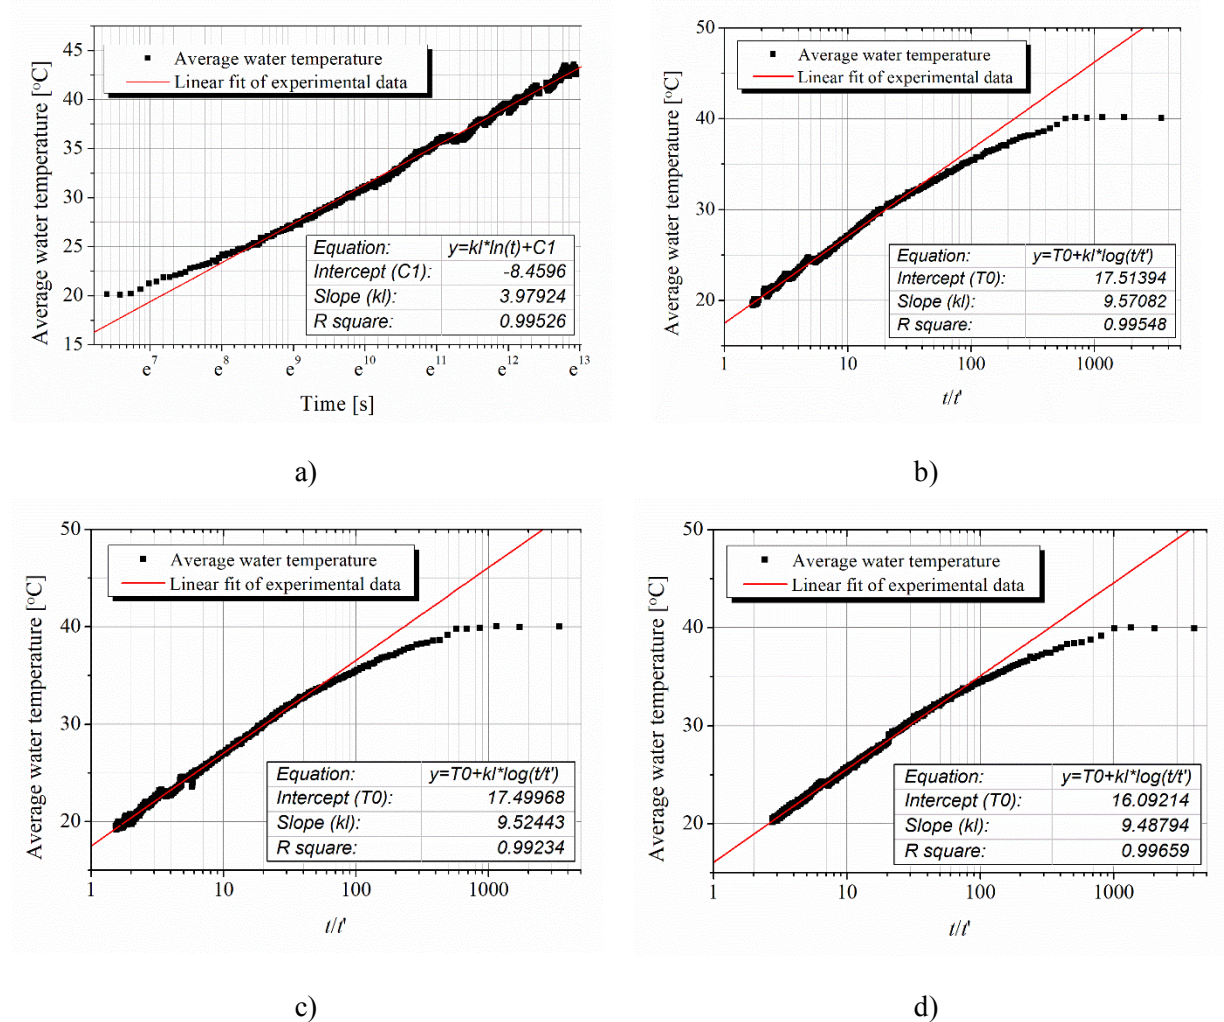 Average water temperature [°C]
45
40
35
30
25
20
15
Average water temperature
Linear fit of experimental data
Equation: y=kl*ln(t)+C1
Intercept (C1): -8.4596
Slope (kl): 3.97924
R square: 0.99526
e7 e8 e9 e10 e11 e12 e13
Time [s]
a)
Average water temperature [°C]
50
40
30
20
Average water temperature
Linear fit of experimental data
Equation: y=T0+kl*log(t/t')
Intercept (T0): 17.51394
Slope (kl): 9.57082
R square: 0.99548
1 10 100 1000
t/t'
b)
Average water temperature [°C]
50
40
30
20
Average water temperature
Linear fit of experimental data
Equation: y=T0+kl*log(t/t')
Intercept (T0): 17.49968
Slope (kl): 9.52443
R square: 0.99234
1 10 100 1000
t/t'
c)
Average water temperature [°C]
50
40
30
20
Average water temperature
Linear fit of experimental data
Equation: y=T0+kl*log(t/t')
Intercept (T0): 16.09214
Slope (kl): 9.48794
R square: 0.99659
1 10 100 1000
t/t'
d)